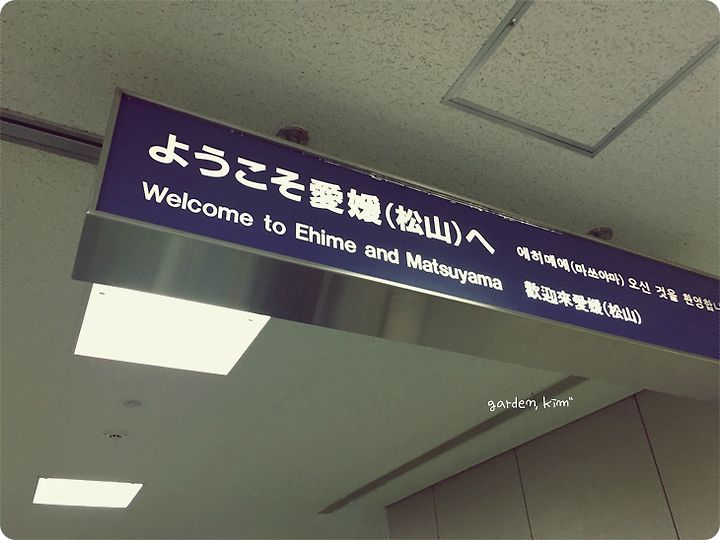 ようこそ愛媛(松山)へ
Welcome to Ehime and Matsuyama
에히메에(마쓰야마) 오신 것을 환영합니
歡迎來愛媛(松山)
garden, kim"